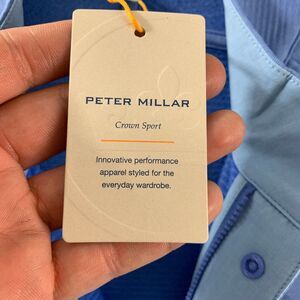 PETER MILLAR
Crown Sport
Innovative performance
apparel styled for the
everyday wardrobe.